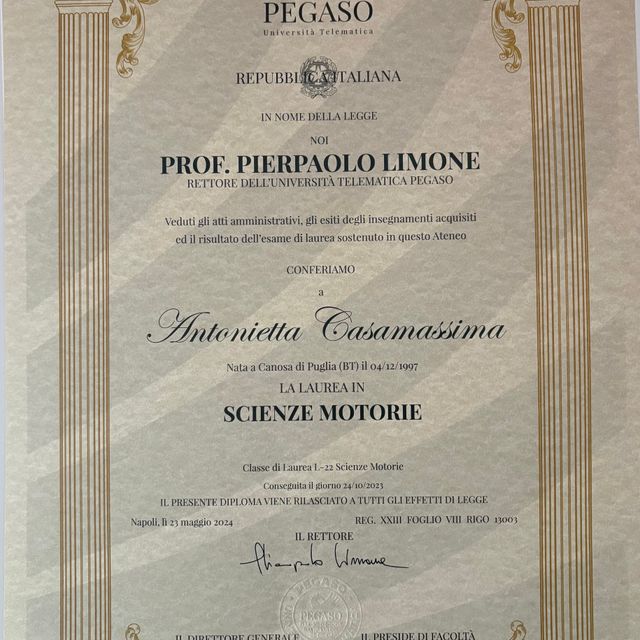 PEGASO
Università Telematica
REPUBBLICA ITALIANA
IN NOME DELLA LEGGE
NOI
PROF. PIERPAOLO LIMONE
RETTORE DELL'UNIVERSITÀ TELEMATICA PEGASO
Veduti gli atti amministrativi, gli esiti degli insegnamenti acquisiti
ed il risultato dell'esame di laurea sostenuto in questo Ateneo
CONFERIAMO
a
Antonietta Casamassima
Nata a Canosa di Puglia (BT) il 04/12/1997
LA LAUREA IN
SCIENZE MOTORIE
Classe di Laurea L-22 Scienze Motorie
Conseguita il giorno 24/10/2023
IL PRESENTE DIPLOMA VIENE RILASCIATO A TUTTI GLI EFFETTI DI LEGGE
Napoli, lì 23 maggio 2024 REG. XXIII FOGLIO VIII RIGO 13003
IL RETTORE
Pierpaolo Limone
PEGASO
IL DIRETTORE GENERALE IL PRESIDE DI FACOLTÀ